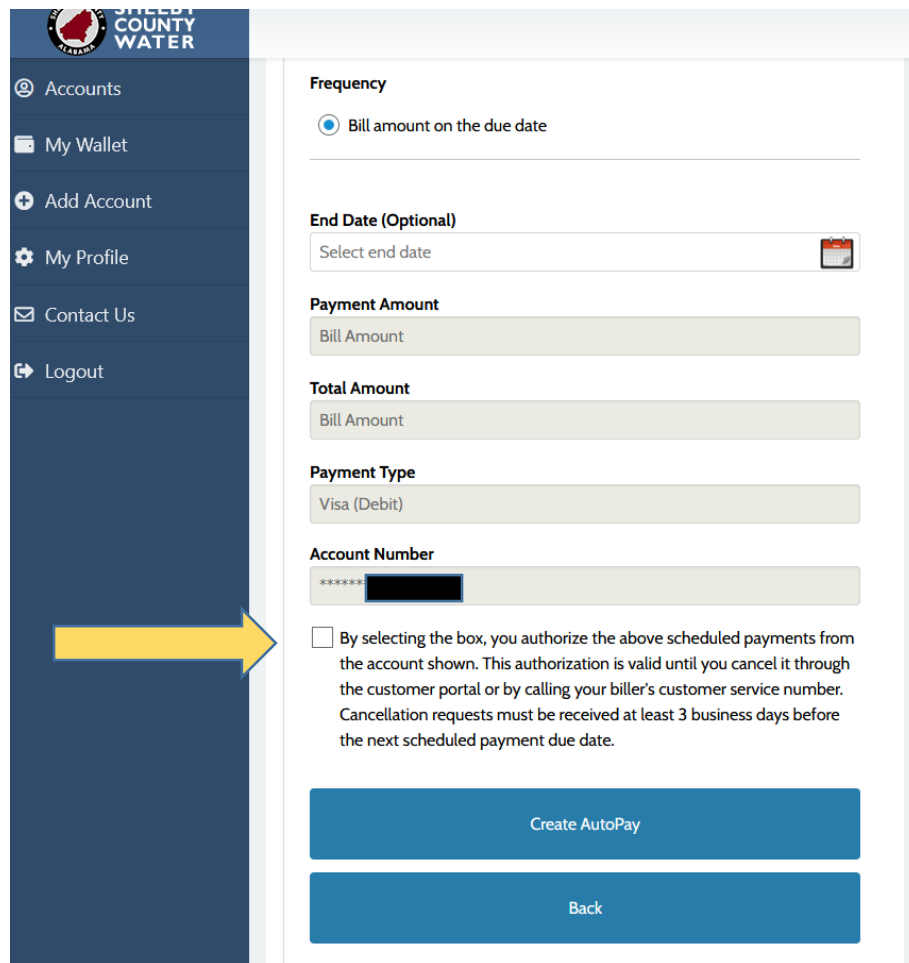 COUNTY
WATER
ALABAMA
Accounts
My Wallet
Add Account
My Profile
Contact Us
Logout
Frequency
Bill amount on the due date
End Date (Optional)
Select end date
Payment Amount
Bill Amount
Total Amount
Bill Amount
Payment Type
Visa (Debit)
Account Number
*******
By selecting the box, you authorize the above scheduled payments from
the account shown. This authorization is valid until you cancel it through
the customer portal or by calling your biller's customer service number.
Cancellation requests must be received at least 3 business days before
the next scheduled payment due date.
Create AutoPay
Back